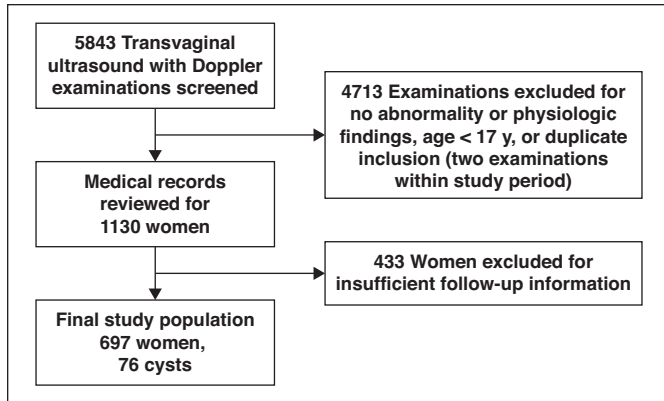 5843 Transvaginal
ultrasound with Doppler
examinations screened
4713 Examinations excluded for
no abnormality or physiologic
findings, age < 17 y, or duplicate
inclusion (two examinations
within study period)
Medical records
reviewed for
1130 women
433 Women excluded for
insufficient follow-up information
Final study population
697 women,
76 cysts